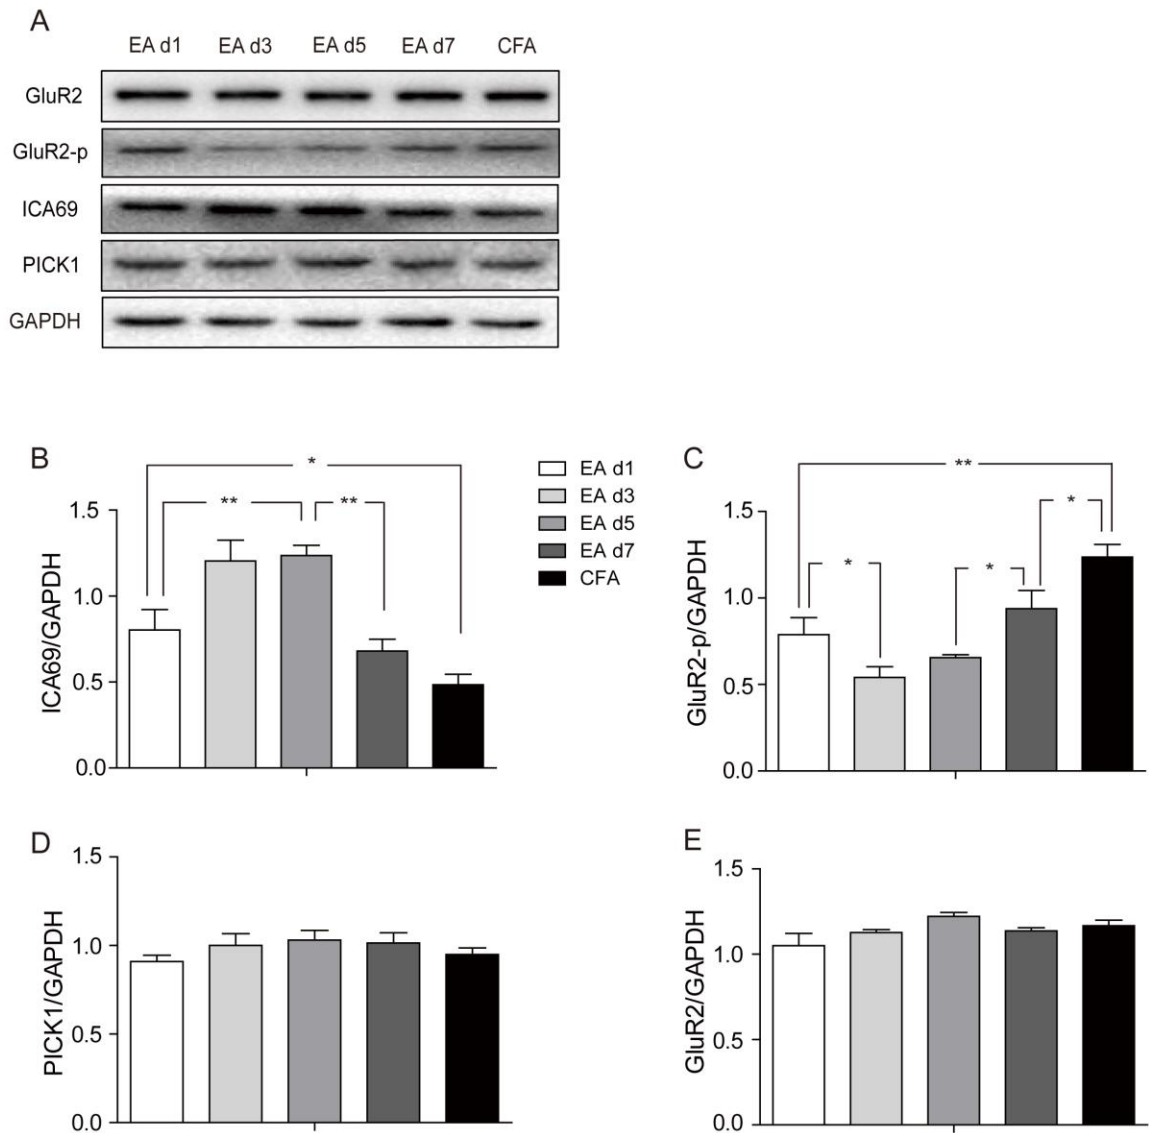 A
EA d1 EA d3 EA d5 EA d7 CFA
GluR2
GluR2-p
ICA69
PICK1
GAPDH
B
ICA69/GAPDH
1.5
1.0
0.5
0.0
*
** **
EA d1
EA d3
EA d5
EA d7
CFA
C
GluR2-p/GAPDH
1.5
1.0
0.5
0.0
**
*
* *
D
PICK1/GAPDH
1.5
1.0
0.5
0.0
E
GluR2/GAPDH
1.5
1.0
0.5
0.0